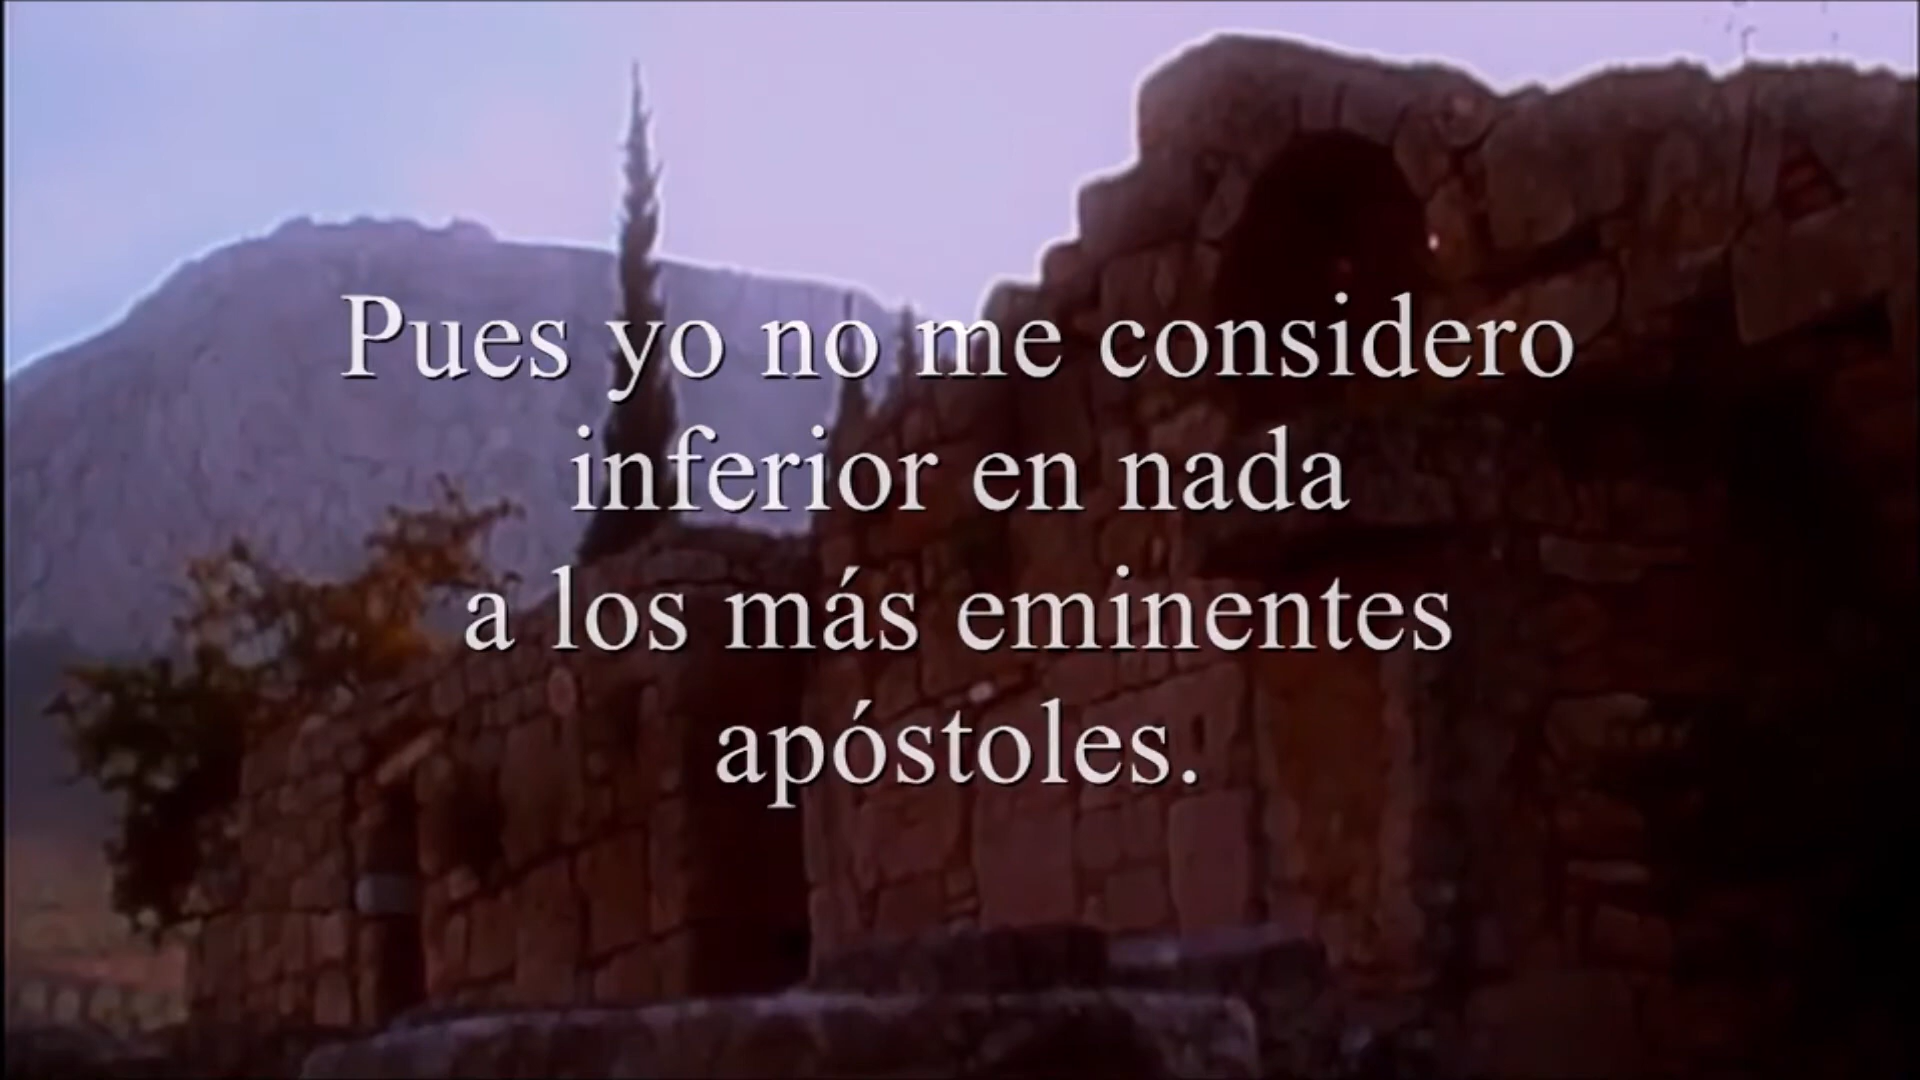 Pues yo no me considero
inferior en nada
a los más eminentes
apóstoles.